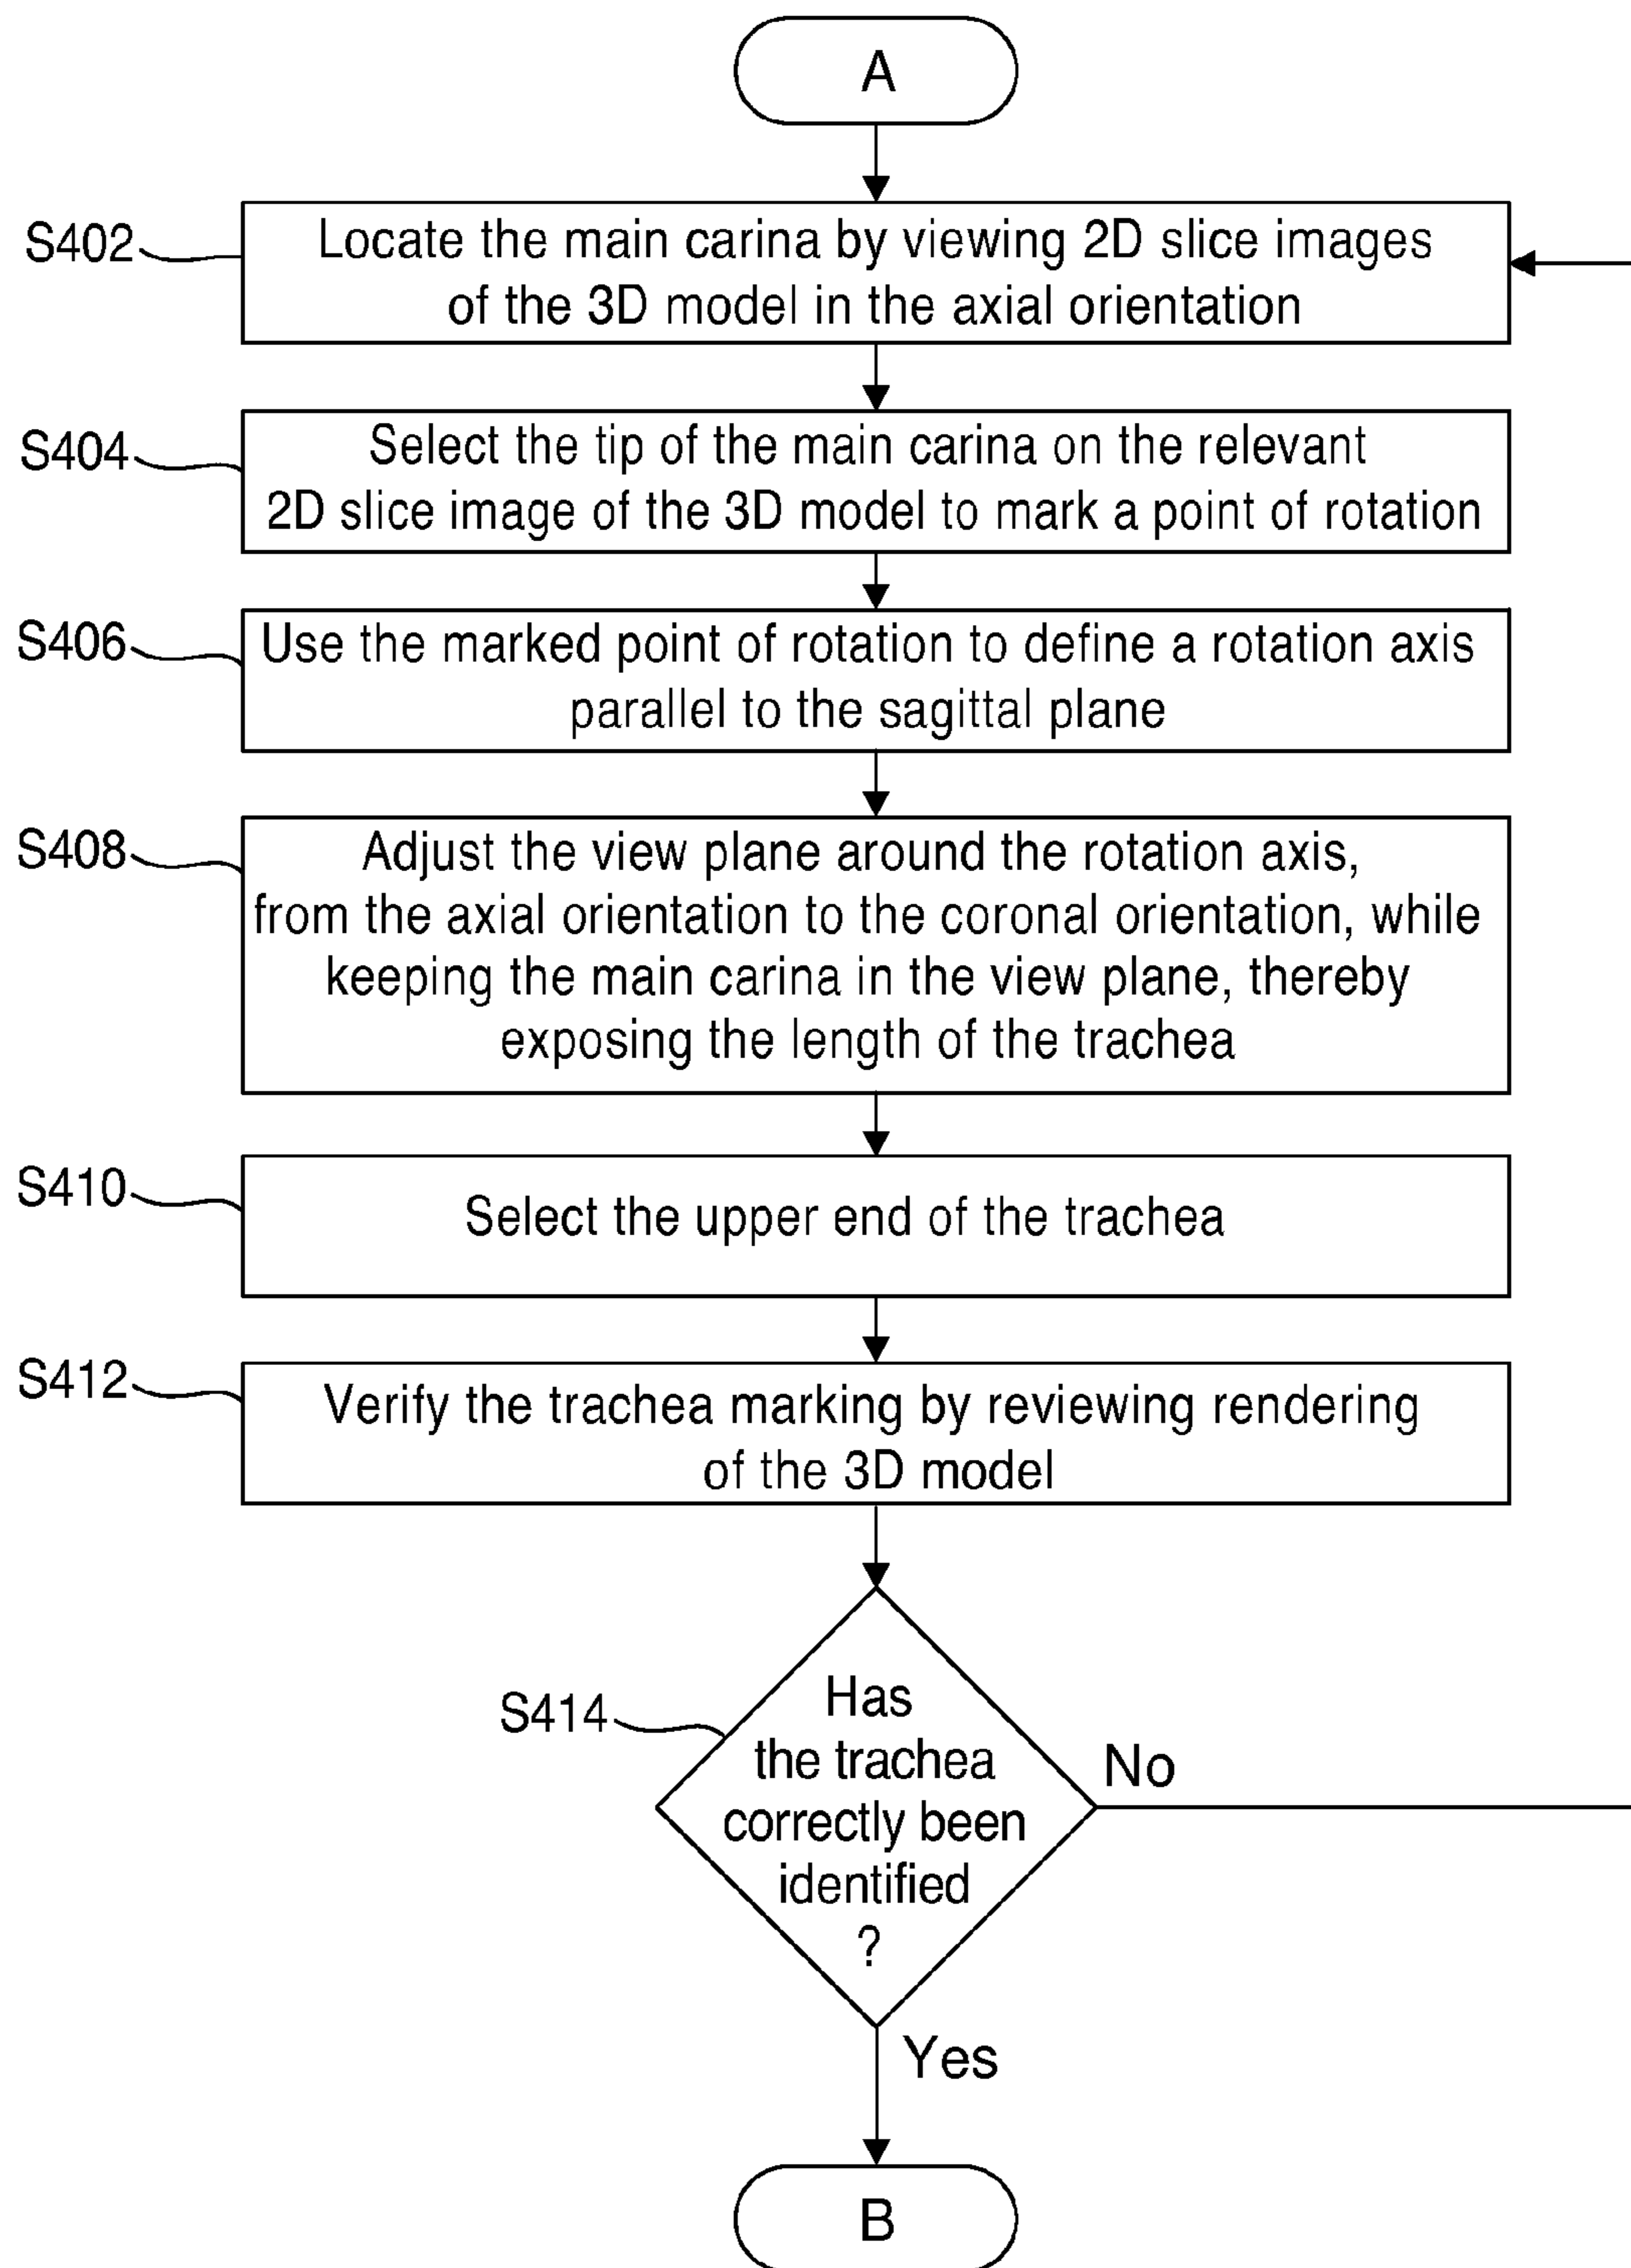 A
S402
Locate the main carina by viewing 2D slice images
of the 3D model in the axial orientation
S404
Select the tip of the main carina on the relevant
2D slice image of the 3D model to mark a point of rotation
S406
Use the marked point of rotation to define a rotation axis
parallel to the sagittal plane
S408
Adjust the view plane around the rotation axis,
from the axial orientation to the coronal orientation, while
keeping the main carina in the view plane, thereby
exposing the length of the trachea
S410
Select the upper end of the trachea
S412
Verify the trachea marking by reviewing rendering
of the 3D model
S414
Has
the trachea
correctly been
identified
?
No
Yes
B